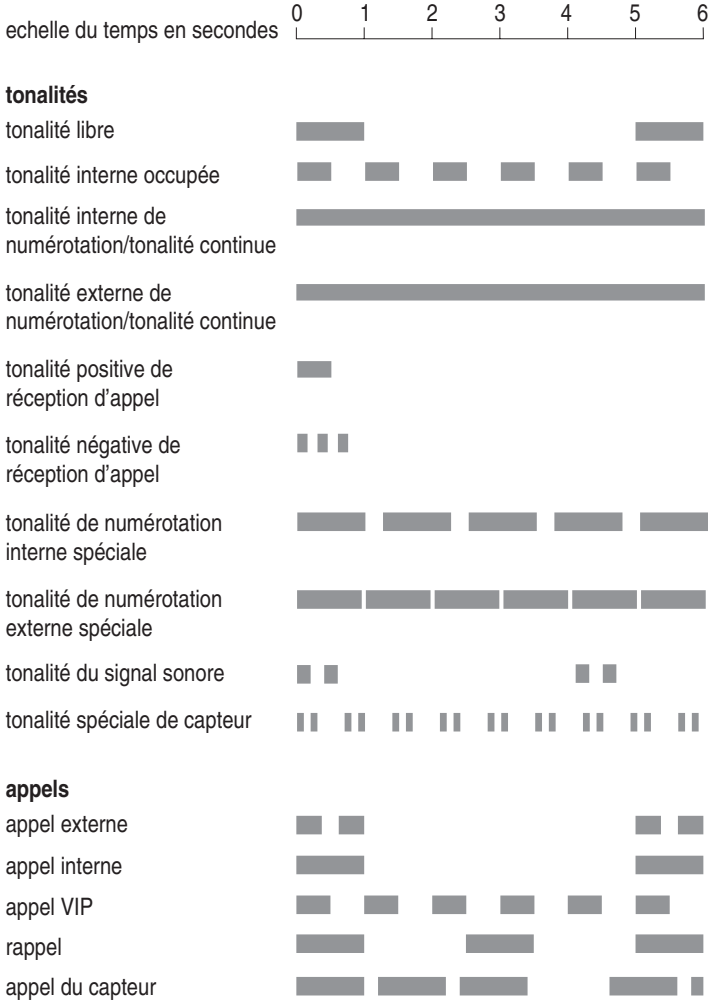 echelle du temps en secondes 0 1 2 3 4 5 6
tonalités
tonalité libre
tonalité interne occupée
tonalité interne de
numérotation/tonalité continue
tonalité externe de
numérotation/tonalité continue
tonalité positive de
réception d'appel
tonalité négative de
réception d'appel
tonalité de numérotation
interne spéciale
tonalité de numérotation
externe spéciale
tonalité du signal sonore
tonalité spéciale de capteur
appels
appel externe
appel interne
appel VIP
rappel
appel du capteur